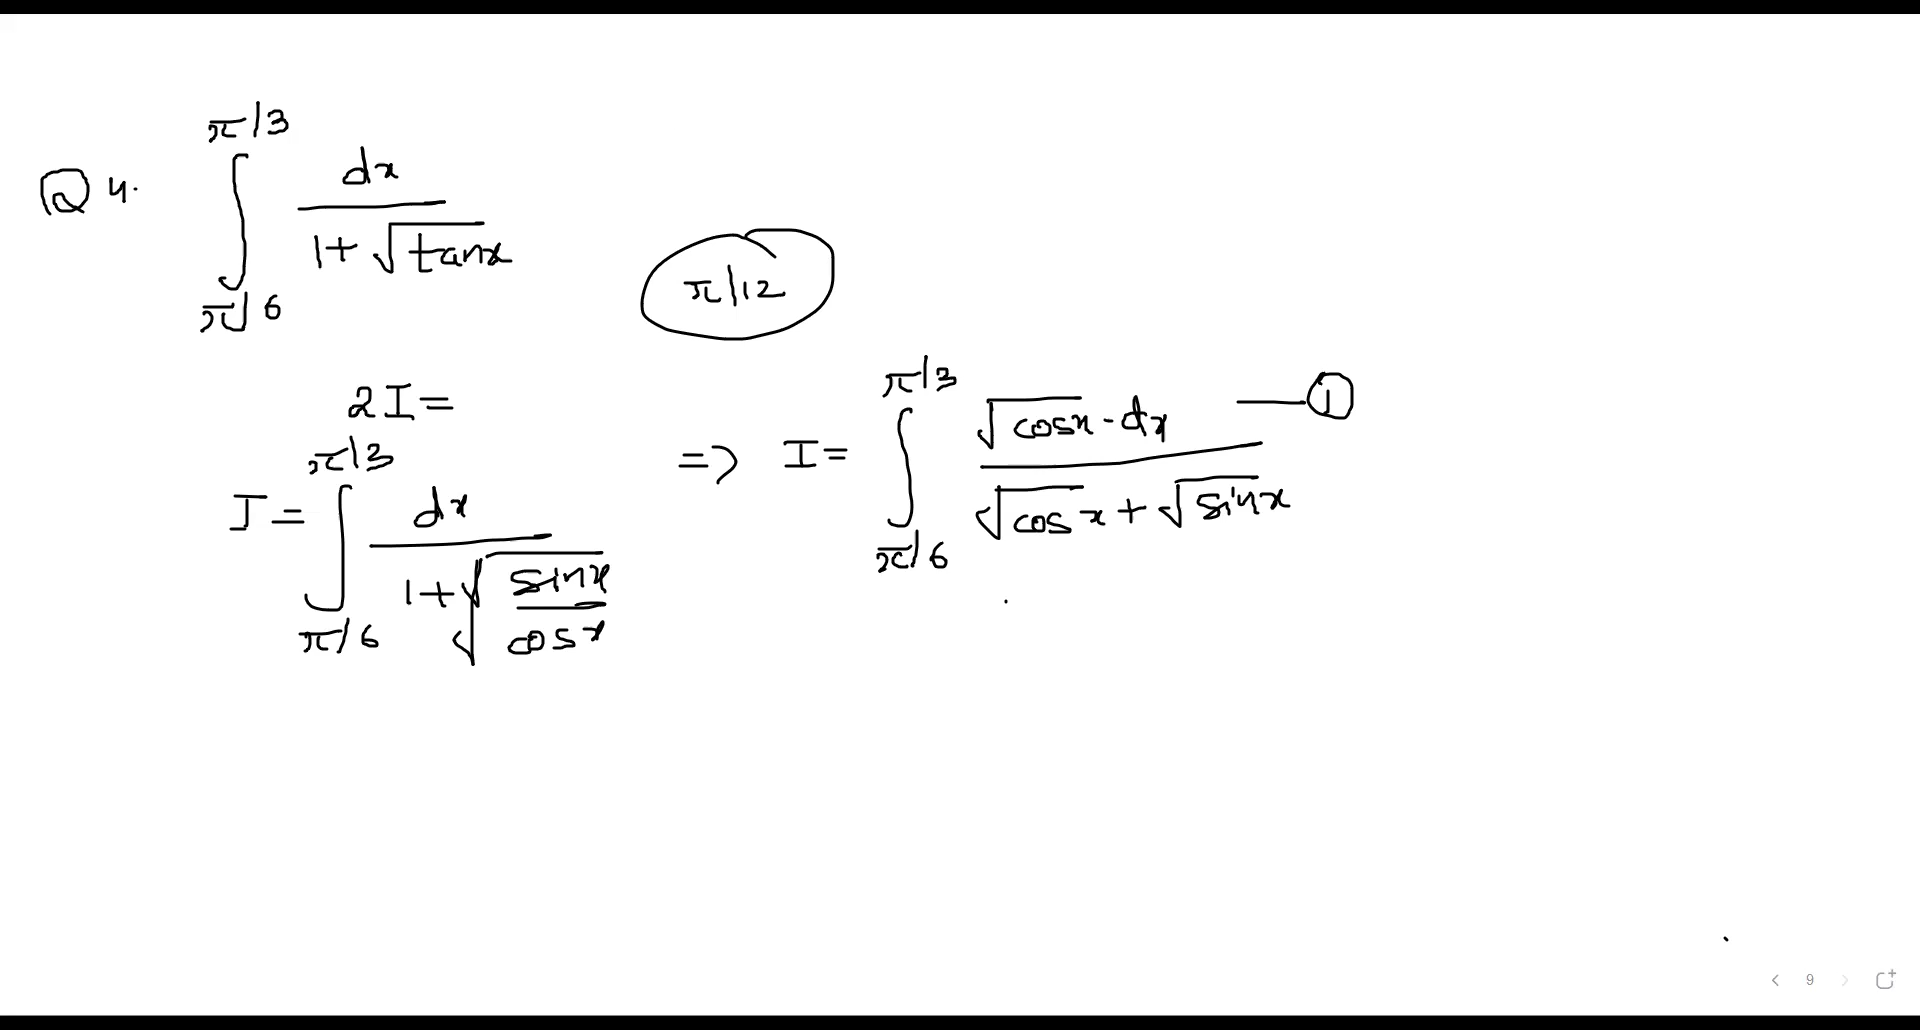 Q 4. ∫_{π/6}^{π/3} dx / (1 + √tanx)
π/12
2I =
I = ∫_{π/6}^{π/3} dx / (1 + √(sinx / cosx))
=> I = ∫_{π/6}^{π/3} √cosx · dx / (√cosx + √sinx) — ①
9